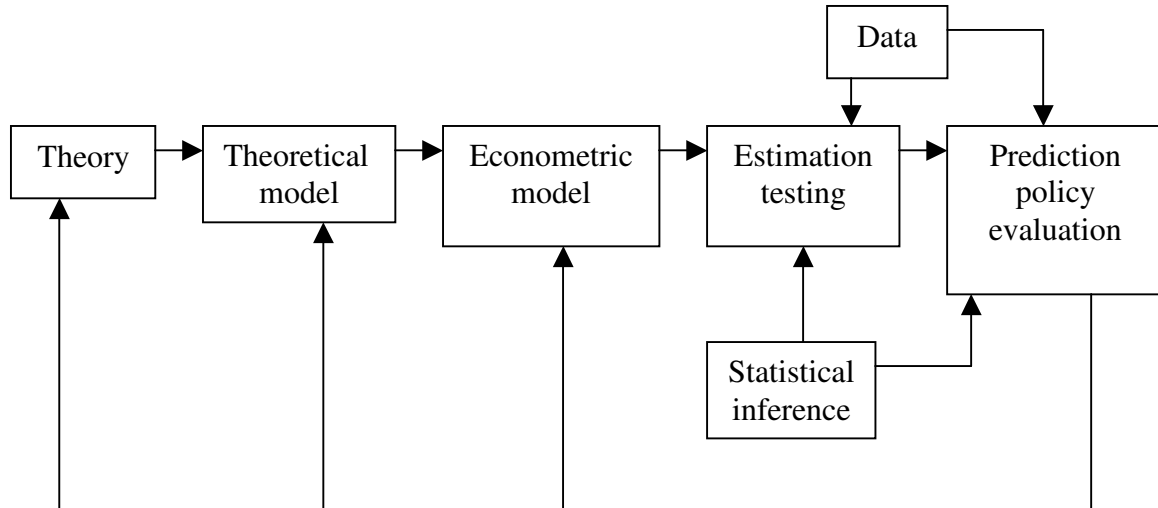 Data
Theory
Theoretical
model
Econometric
model
Estimation
testing
Prediction
policy
evaluation
Statistical
inference